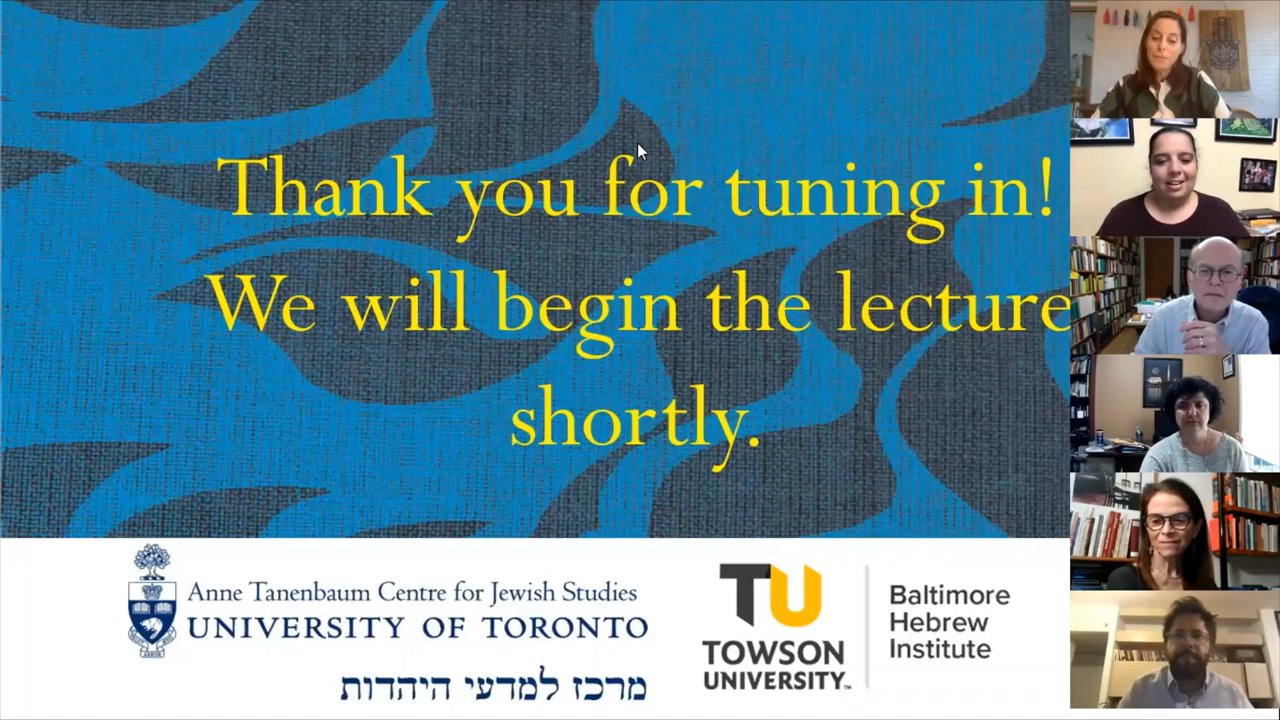 Thank you for tuning in!
We will begin the lecture
shortly.
Anne Tanenbaum Centre for Jewish Studies
UNIVERSITY OF TORONTO
מרכז למדעי היהדות
TU
TOWSON
UNIVERSITY™
Baltimore
Hebrew
Institute